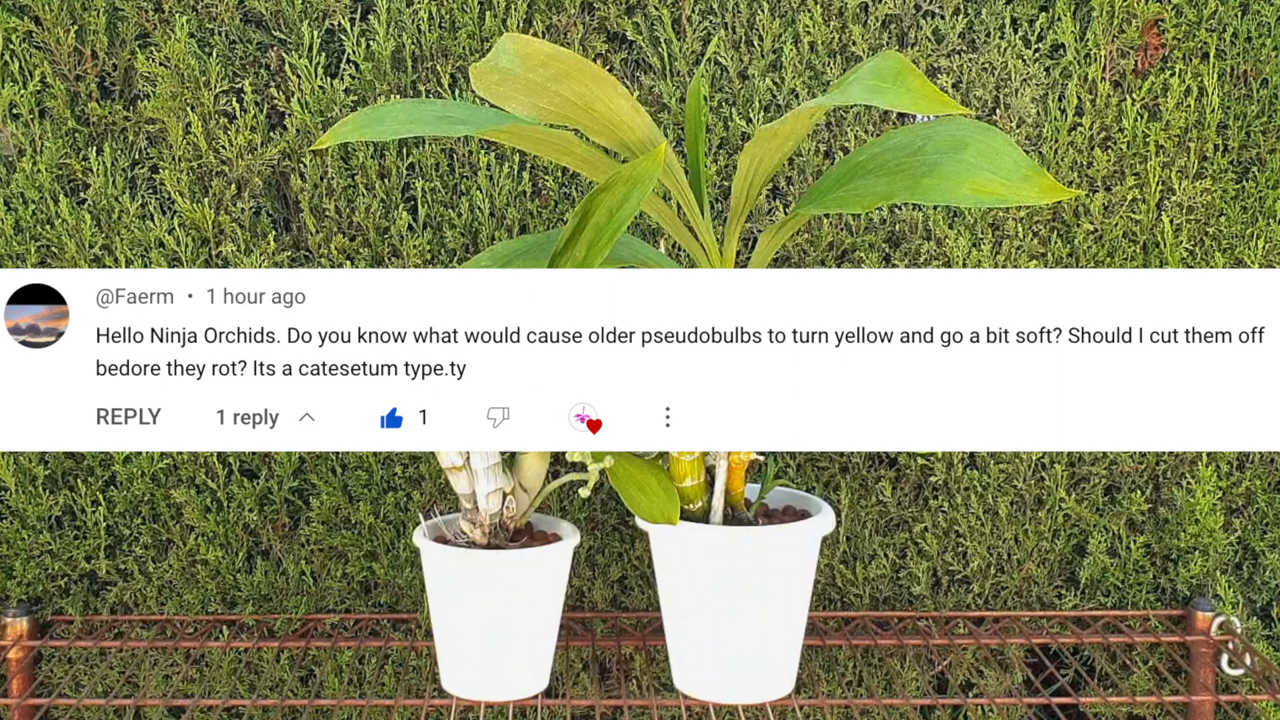 @Faerm • 1 hour ago
Hello Ninja Orchids. Do you know what would cause older pseudobulbs to turn yellow and go a bit soft? Should I cut them off
bedore they rot? Its a catesetum type.ty
REPLY 1 reply 1